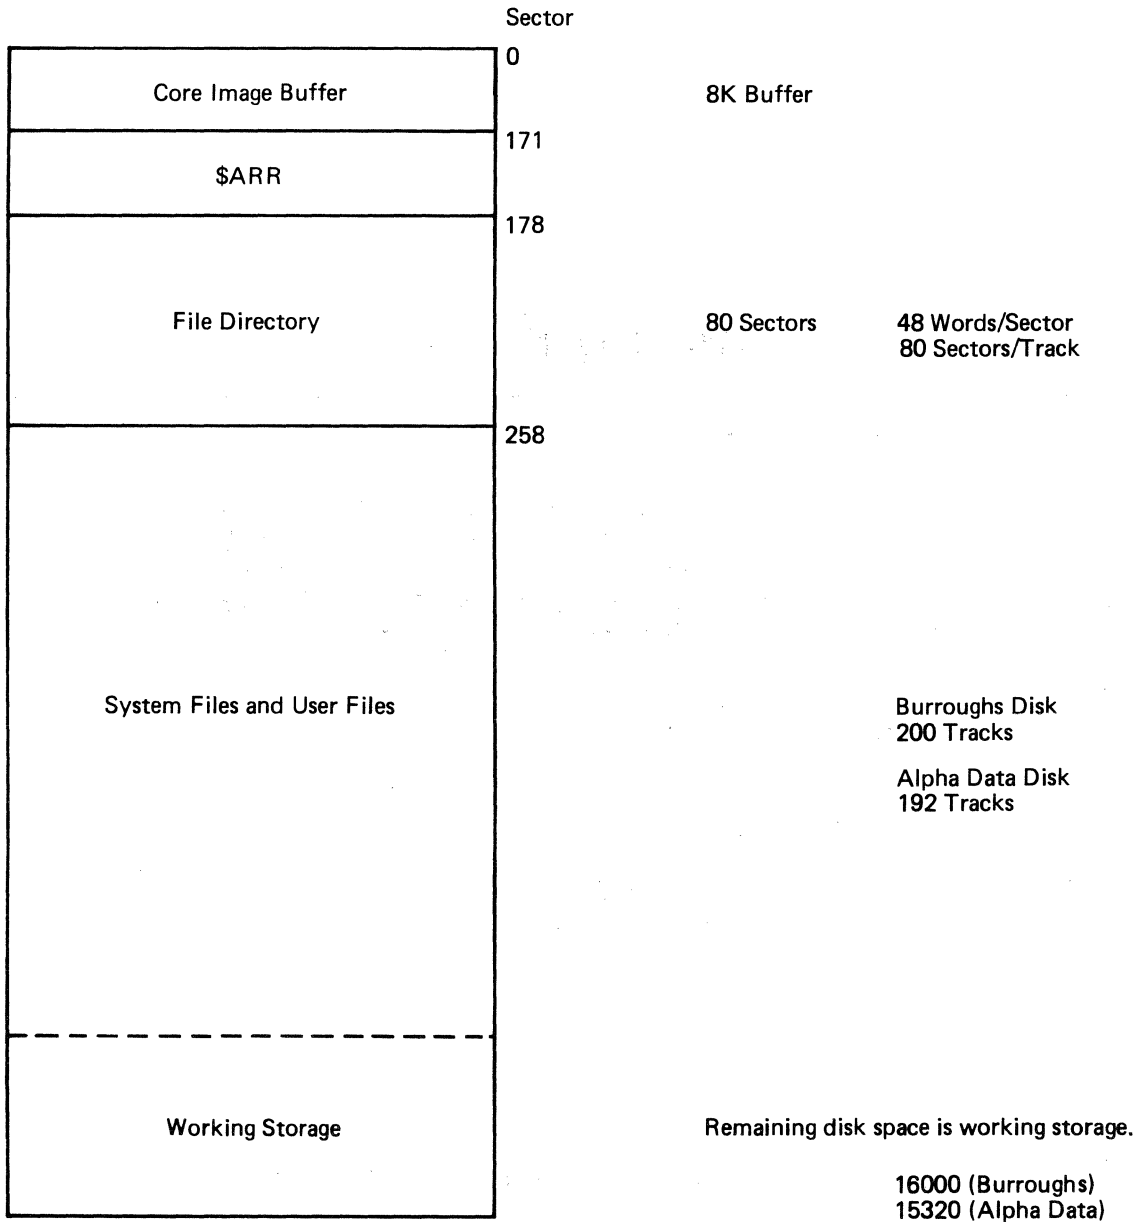 Sector
0
Core Image Buffer
8K Buffer
171
$ARR
178
File Directory
80 Sectors
48 Words/Sector
80 Sectors/Track
258
System Files and User Files
Burroughs Disk
200 Tracks
Alpha Data Disk
192 Tracks
Working Storage
Remaining disk space is working storage.
16000 (Burroughs)
15320 (Alpha Data)